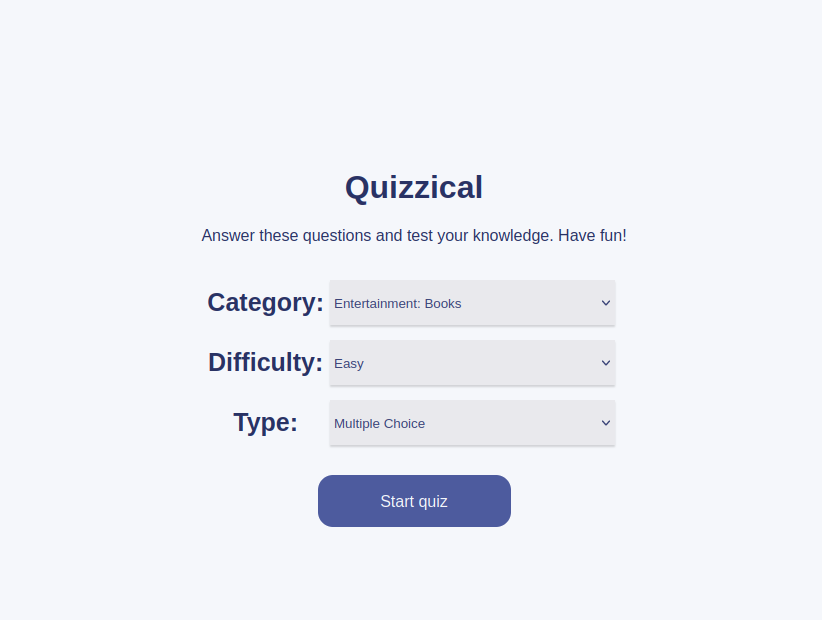 Quizzical
Answer these questions and test your knowledge. Have fun!
Category: Entertainment: Books
Difficulty: Easy
Type: Multiple Choice
Start quiz